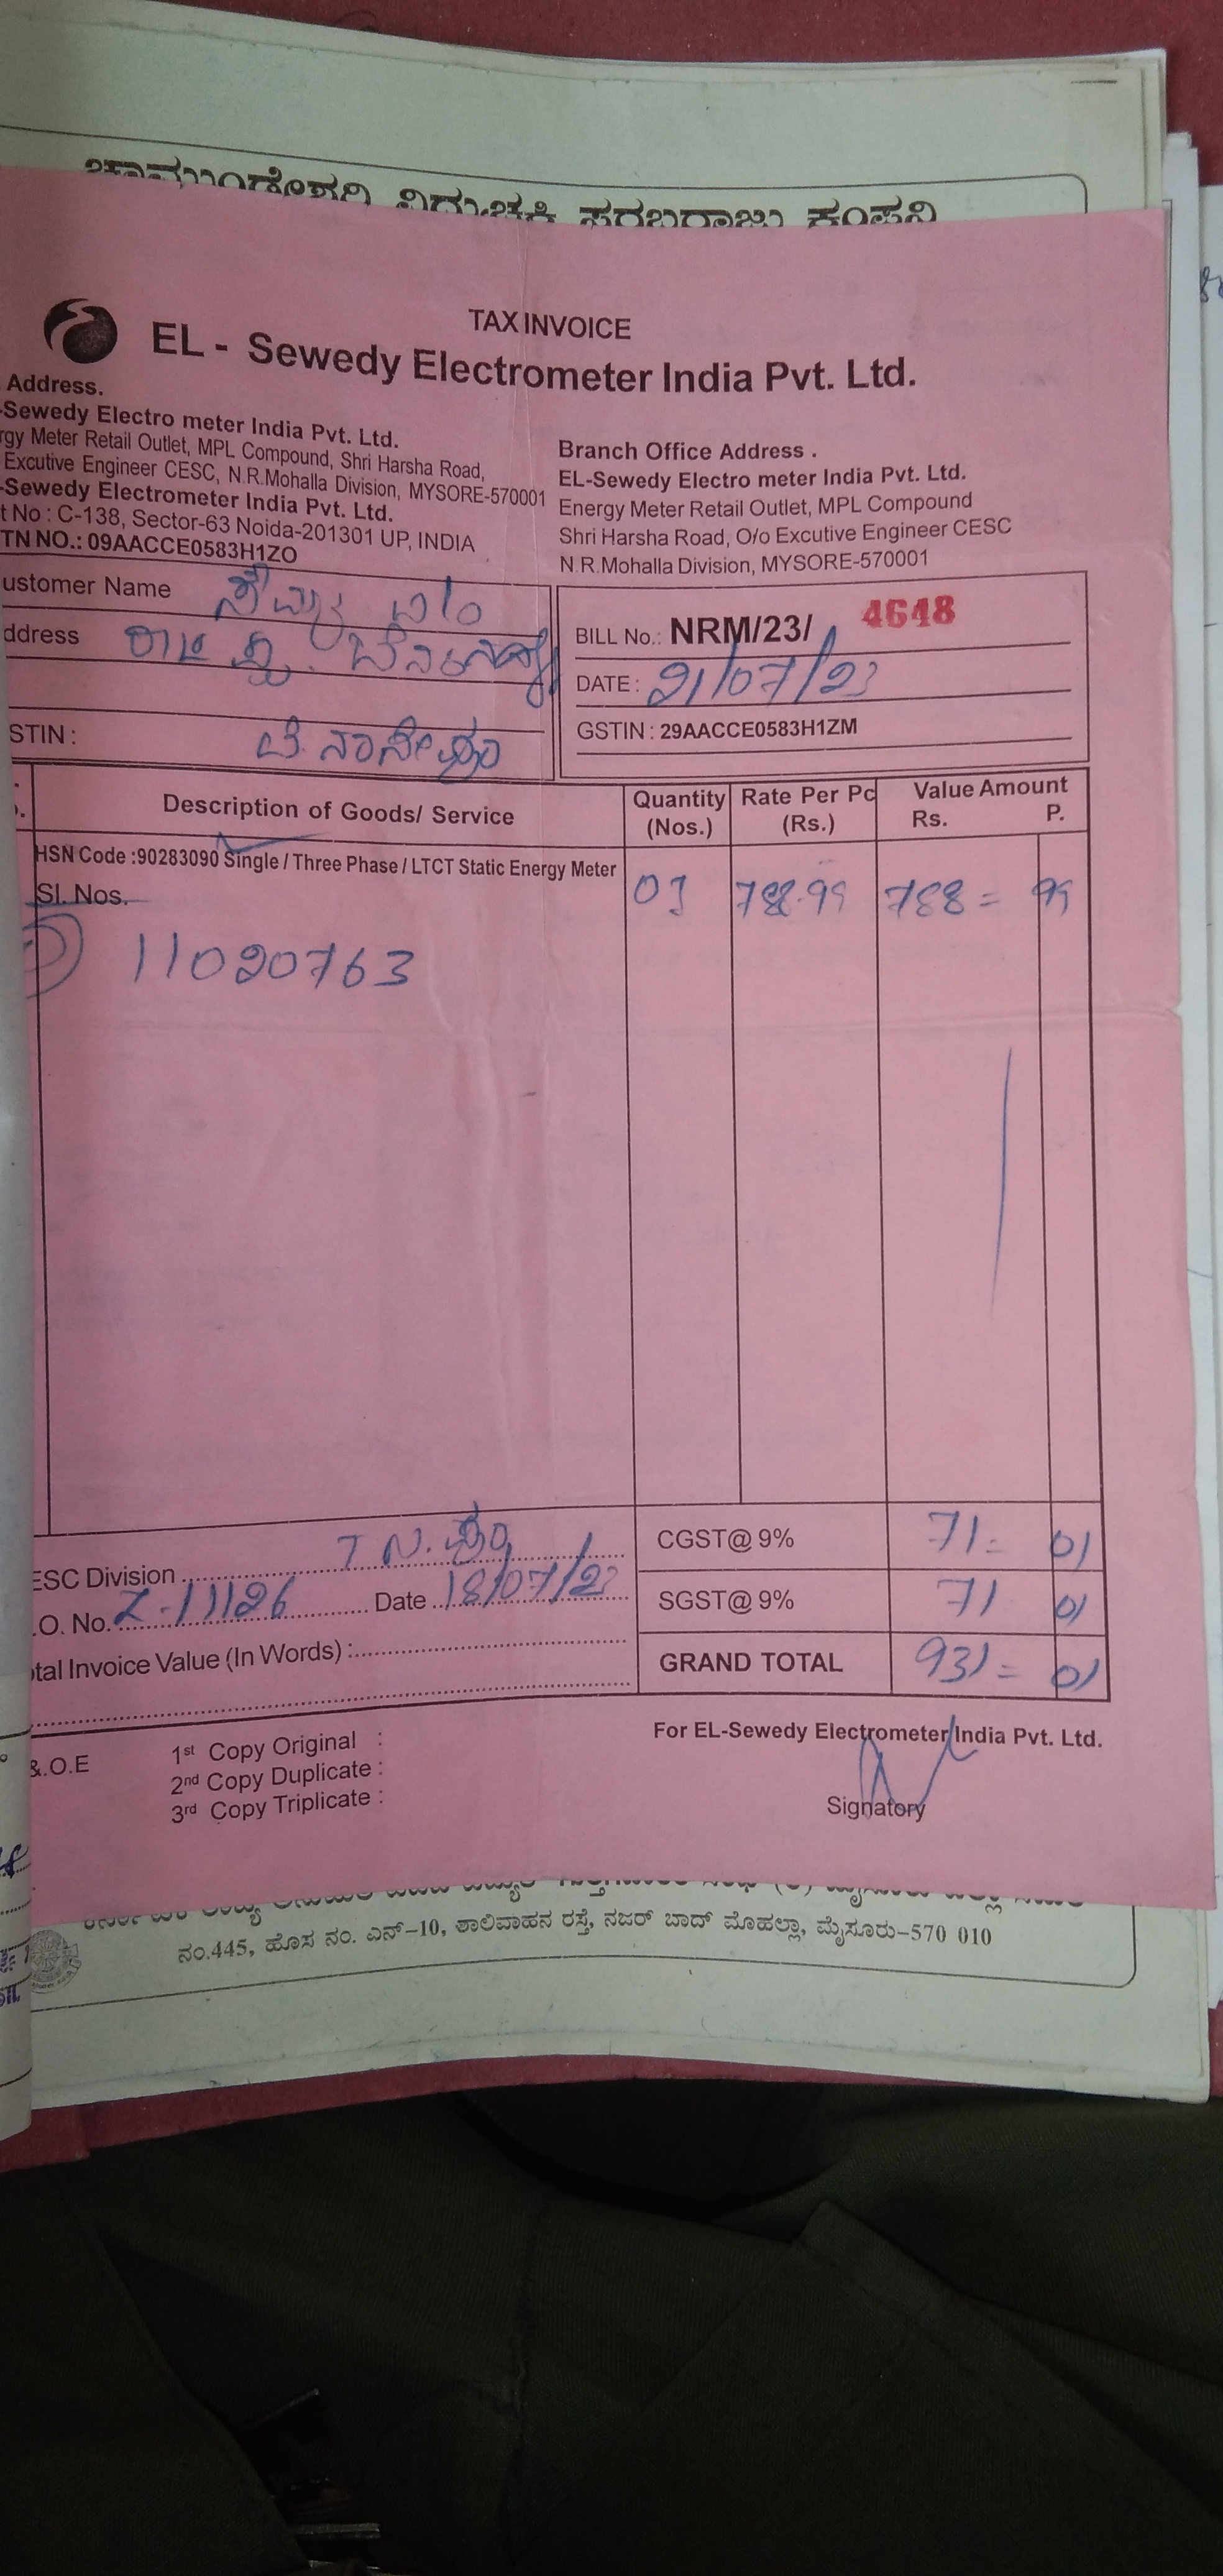 TAX INVOICE
EL - Sewedy Electrometer India Pvt. Ltd.
Address.
-Sewedy Electro meter India Pvt. Ltd.
rgy Meter Retail Outlet, MPL Compound, Shri Harsha Road,
Excutive Engineer CESC, N.R.Mohalla Division, MYSORE-570001
-Sewedy Electrometer India Pvt. Ltd.
t No : C-138, Sector-63 Noida-201301 UP, INDIA
TN NO.: 09AACCE0583H1ZO
Branch Office Address .
EL-Sewedy Electro meter India Pvt. Ltd.
Energy Meter Retail Outlet, MPL Compound
Shri Harsha Road, O/o Excutive Engineer CESC
N.R.Mohalla Division, MYSORE-570001
ustomer Name
ddress
STIN :
BILL No.: NRM/23/ 4648
DATE : 21/07/23
GSTIN : 29AACCE0583H1ZM
Description of Goods/ Service Quantity (Nos.) Rate Per Pc (Rs.) Value Amount Rs. P.
HSN Code :90283090 Single / Three Phase / LTCT Static Energy Meter
Sl. Nos. 01 788.99 788= 99
11020763
ESC Division
.O. No. Z-11126 Date 18/07/23
tal Invoice Value (In Words) :
CGST@ 9% 71= 01
SGST@ 9% 71 01
GRAND TOTAL 931= 01
&.O.E
1st Copy Original :
2nd Copy Duplicate :
3rd Copy Triplicate :
For EL-Sewedy Electrometer India Pvt. Ltd.
Signatory
ನಂ.445, ಹೊಸ ನಂ. ಎನ್-10, ಶಾಲಿವಾಹನ ರಸ್ತೆ, ನಜರ್ ಬಾದ್ ಮೊಹಲ್ಲಾ, ಮೈಸೂರು-570 010